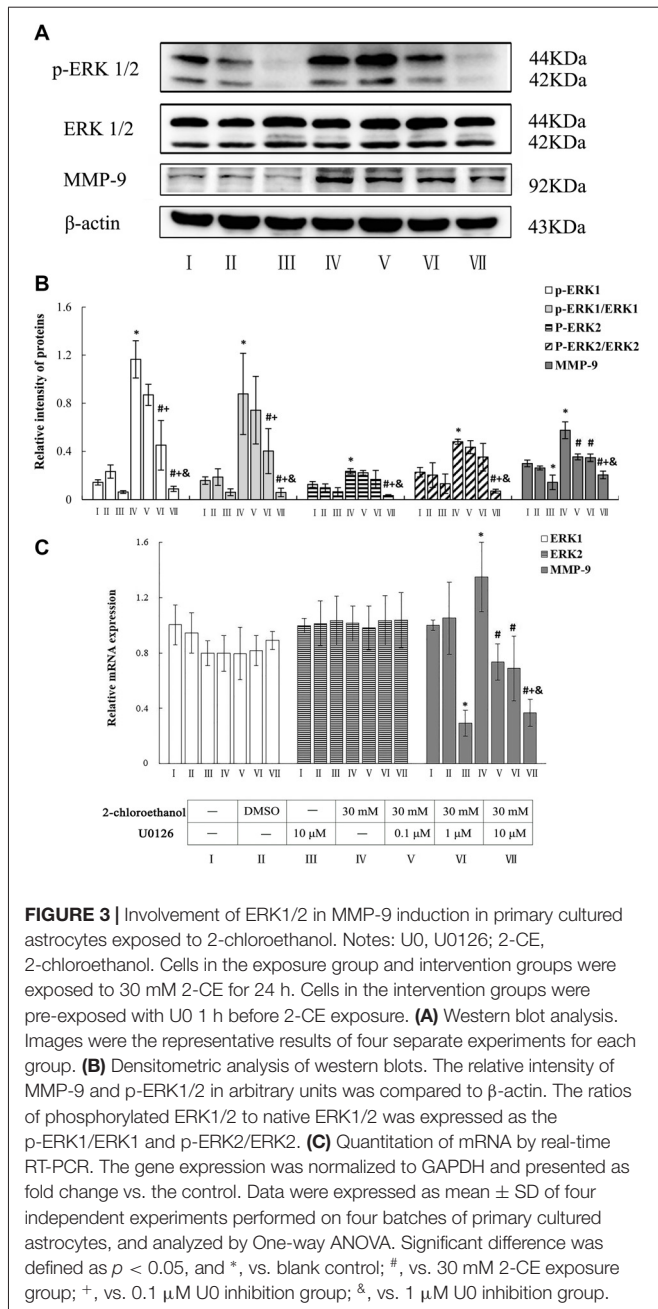 A
p-ERK 1/2
44KDa
42KDa
ERK 1/2
44KDa
42KDa
MMP-9
92KDa
β-actin
43KDa
I II III IV V VI VII
B
Relative intensity of proteins
1.6
1.2
0.8
0.4
0
p-ERK1
p-ERK1/ERK1
P-ERK2
P-ERK2/ERK2
MMP-9
* #+ #+& * #+ #+& * #+& * #+& * * # # #+&
I II III IV V VI VII I II III IV V VI VII I II III IV V VI VII I II III IV V VI VII I II III IV V VI VII
C
Relative mRNA expression
1.6
1.2
0.8
0.4
0
ERK1
ERK2
MMP-9
* * # # #+&
I II III IV V VI VII I II III IV V VI VII I II III IV V VI VII
2-chloroethanol — DMSO — 30 mM 30 mM 30 mM 30 mM
U0126 — — 10 μM — 0.1 μM 1 μM 10 μM
I II III IV V VI VII
FIGURE 3 | Involvement of ERK1/2 in MMP-9 induction in primary cultured
astrocytes exposed to 2-chloroethanol. Notes: U0, U0126; 2-CE,
2-chloroethanol. Cells in the exposure group and intervention groups were
exposed to 30 mM 2-CE for 24 h. Cells in the intervention groups were
pre-exposed with U0 1 h before 2-CE exposure. (A) Western blot analysis.
Images were the representative results of four separate experiments for each
group. (B) Densitometric analysis of western blots. The relative intensity of
MMP-9 and p-ERK1/2 in arbitrary units was compared to β-actin. The ratios
of phosphorylated ERK1/2 to native ERK1/2 was expressed as the
p-ERK1/ERK1 and p-ERK2/ERK2. (C) Quantitation of mRNA by real-time
RT-PCR. The gene expression was normalized to GAPDH and presented as
fold change vs. the control. Data were expressed as mean ± SD of four
independent experiments performed on four batches of primary cultured
astrocytes, and analyzed by One-way ANOVA. Significant difference was
defined as p < 0.05, and *, vs. blank control; #, vs. 30 mM 2-CE exposure
group; +, vs. 0.1 μM U0 inhibition group; &, vs. 1 μM U0 inhibition group.